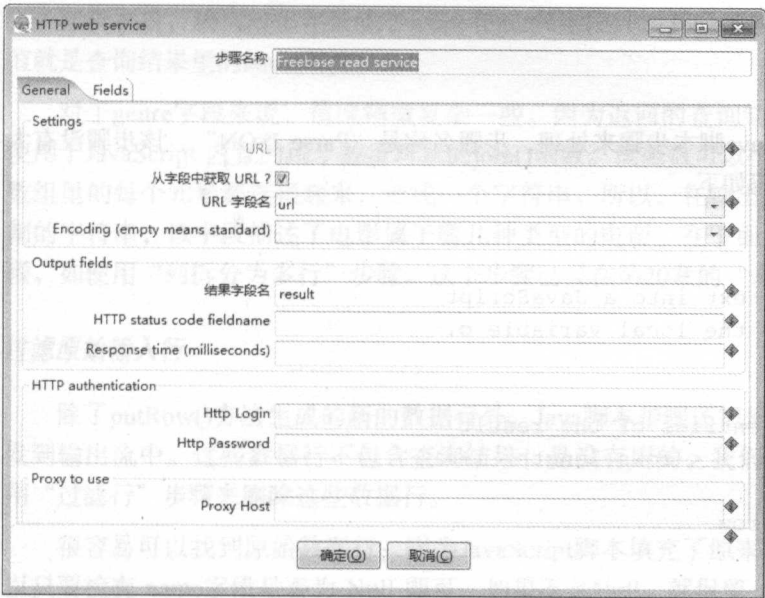 HTTP web service
步骤名称 Freebase read service
General Fields
Settings
URL
从字段中获取 URL ?
URL 字段名 url
Encoding (empty means standard)
Output fields
结果字段名 result
HTTP status code fieldname
Response time (milliseconds)
HTTP authentication
Http Login
Http Password
Proxy to use
Proxy Host
确定(O) 取消(C)